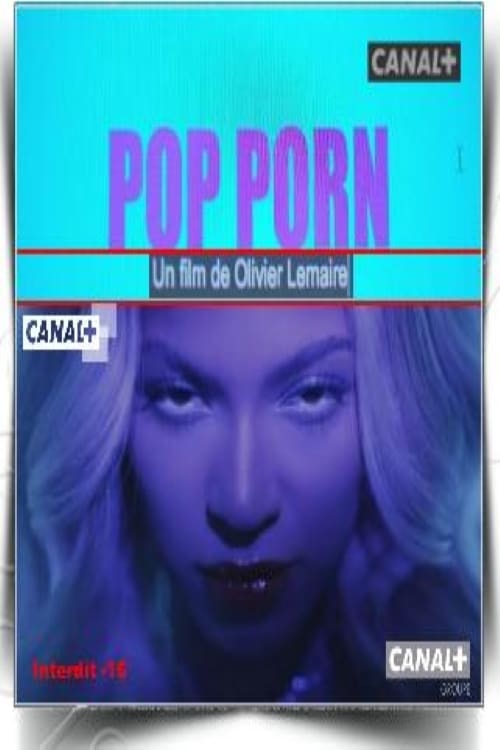 CANAL+
POP PORN
Un film de Olivier Lemaire
CANAL+
CANAL+
Interdit -16
GROUPE